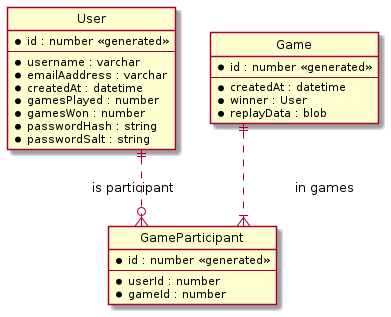 User
id : number «generated»
username : varchar
emailAaddress : varchar
createdAt : datetime
gamesPlayed : number
gamesWon : number
passwordHash : string
passwordSalt : string
Game
id : number «generated»
createdAt : datetime
winner : User
replayData : blob
is participant
in games
GameParticipant
id : number «generated»
userId : number
gameId : number